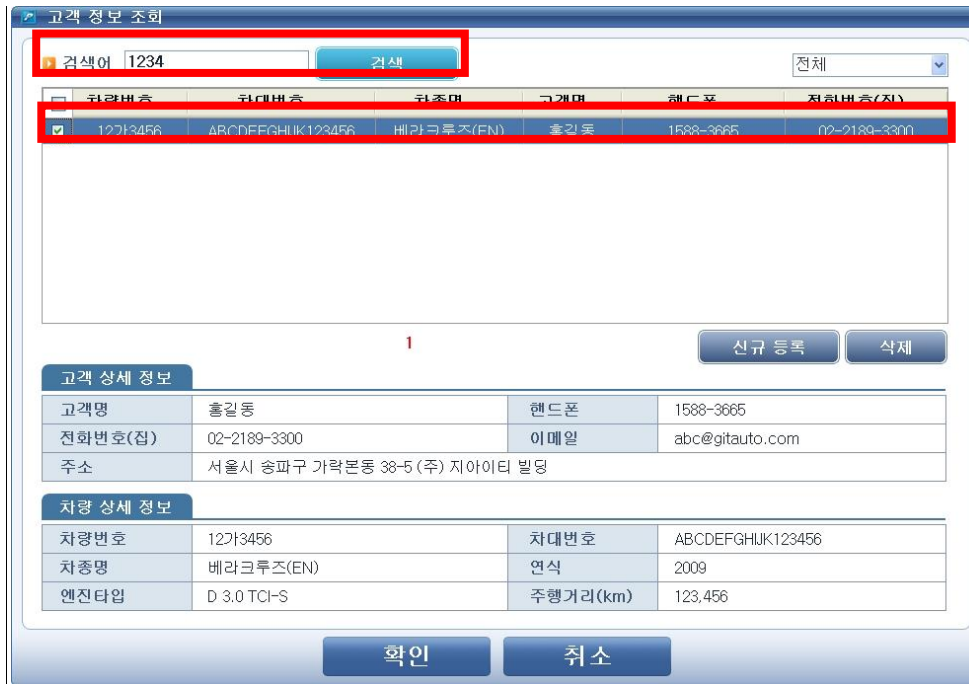 고객 정보 조회
검색어 1234 검색 전체
차량번호 차대번호 차종명 고객명 핸드폰 전화번호(집)
12가3456 ABCDEFGHIJK123456 베라크루즈(EN) 홍길동 1588-3665 02-2189-3300
1
신규 등록 삭제
고객 상세 정보
고객명 홍길동 핸드폰 1588-3665
전화번호(집) 02-2189-3300 이메일 abc@gitauto.com
주소 서울시 송파구 가락본동 38-5 (주) 지아이티 빌딩
차량 상세 정보
차량번호 12가3456 차대번호 ABCDEFGHIJK123456
차종명 베라크루즈(EN) 연식 2009
엔진타입 D 3.0 TCI-S 주행거리(km) 123,456
확인 취소